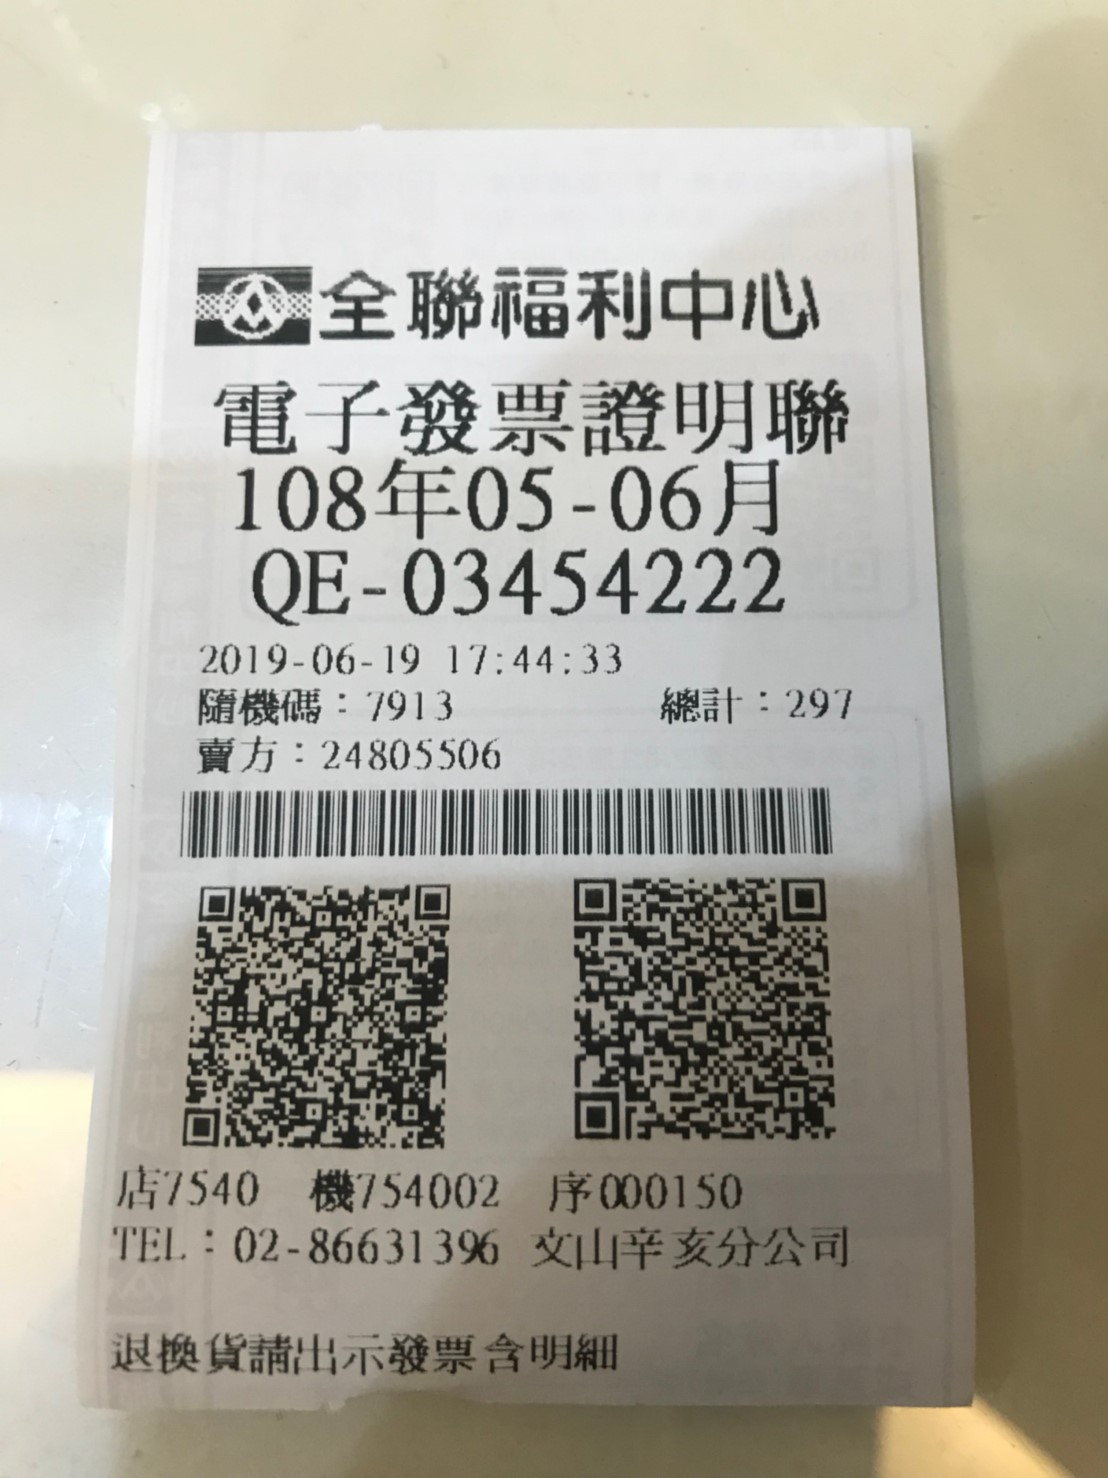 全聯福利中心
電子發票證明聯
108年05-06月
QE-03454222
2019-06-19 17:44:33
隨機碼：7913 總計：297
賣方：24805506
店7540 機754002 序000150
TEL：02-86631396 文山辛亥分公司
退換貨請出示發票含明細